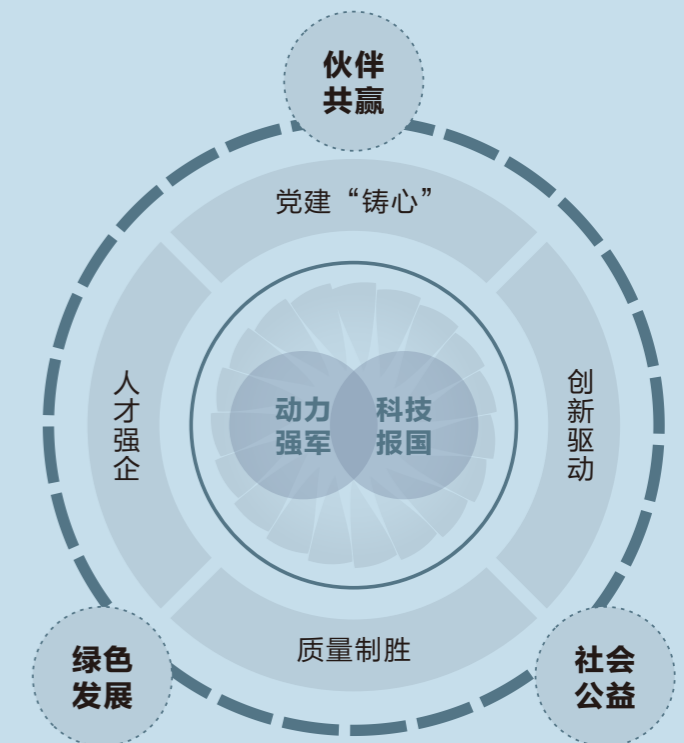 伙伴
共赢
党建“铸心”
人才强企
动力
强军
科技
报国
创新驱动
质量制胜
绿色
发展
社会
公益